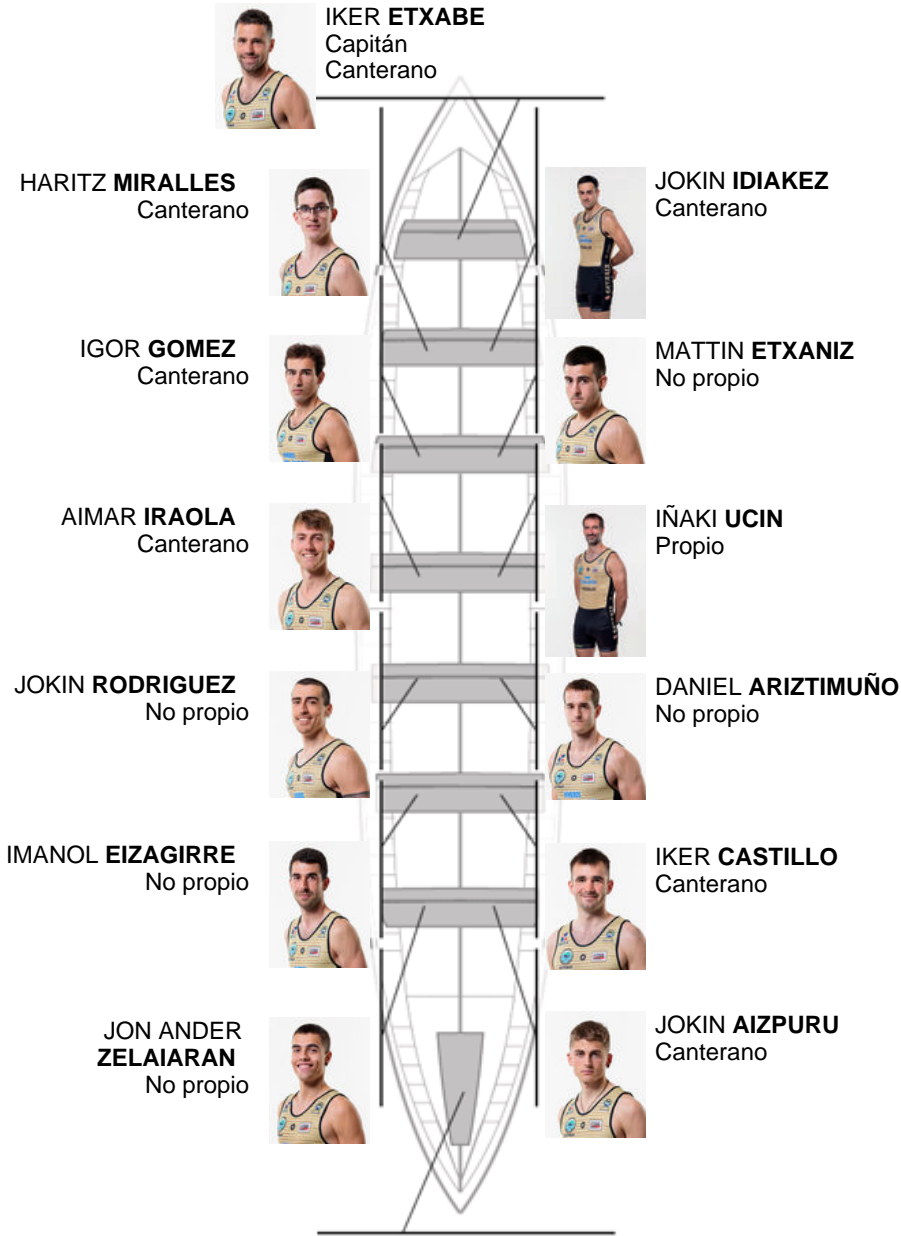 IKER ETXABE
Capitán
Canterano
HARITZ MIRALLES
Canterano
JOKIN IDIAKEZ
Canterano
IGOR GOMEZ
Canterano
MATTIN ETXANIZ
No propio
AIMAR IRAOLA
Canterano
IÑAKI UCIN
Propio
JOKIN RODRIGUEZ
No propio
DANIEL ARIZTIMUÑO
No propio
IMANOL EIZAGIRRE
No propio
IKER CASTILLO
Canterano
JON ANDER
ZELAIARAN
No propio
JOKIN AIZPURU
Canterano